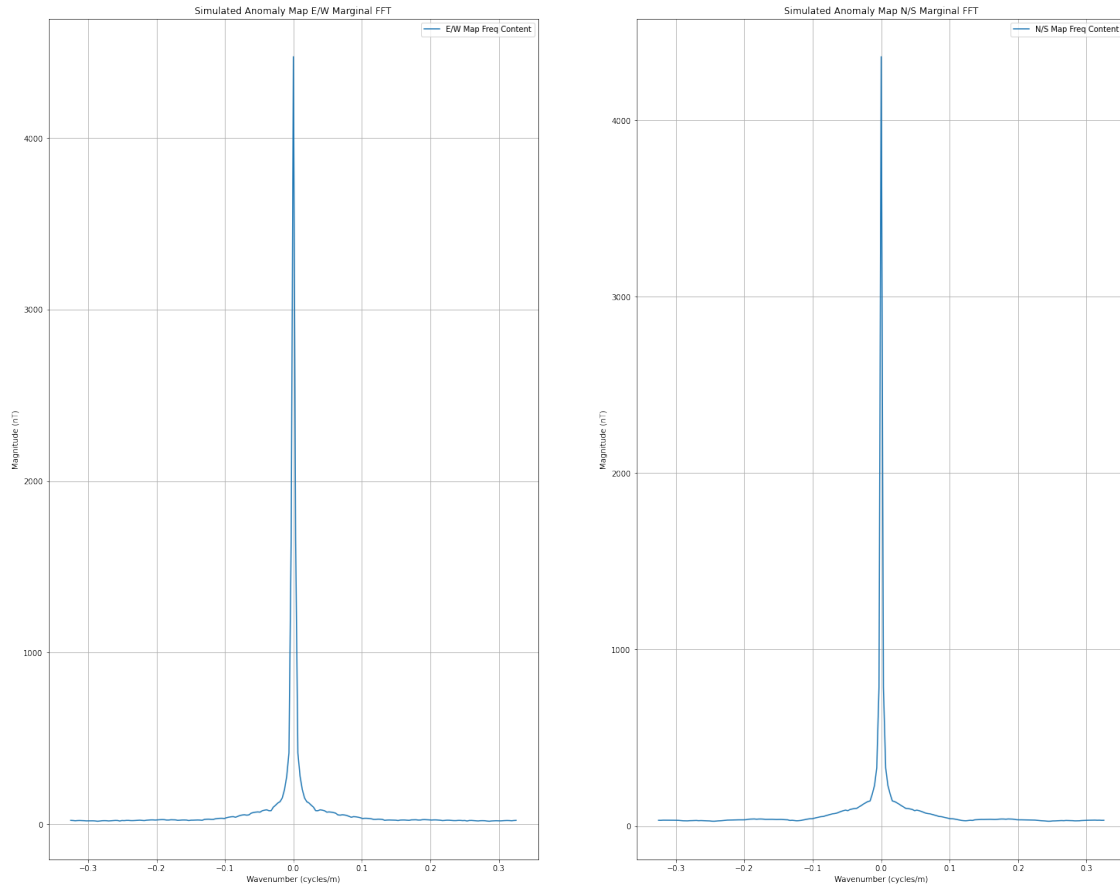 Simulated Anomaly Map E/W Marginal FFT
E/W Map Freq Content
4000
3000
2000
1000
0
Magnitude (nT)
−0.3 −0.2 −0.1 0.0 0.1 0.2 0.3
Wavenumber (cycles/m)
Simulated Anomaly Map N/S Marginal FFT
N/S Map Freq Content
4000
3000
2000
1000
0
Magnitude (nT)
−0.3 −0.2 −0.1 0.0 0.1 0.2 0.3
Wavenumber (cycles/m)